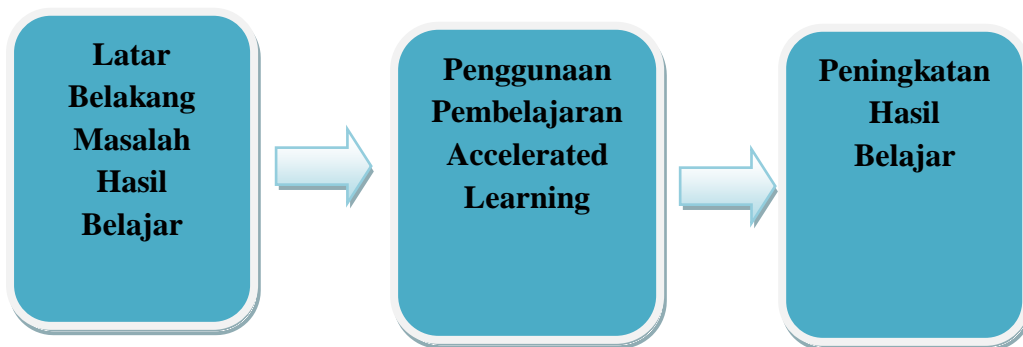 Latar
Belakang
Masalah
Hasil
Belajar
Penggunaan
Pembelajaran
Accelerated
Learning
Peningkatan
Hasil
Belajar